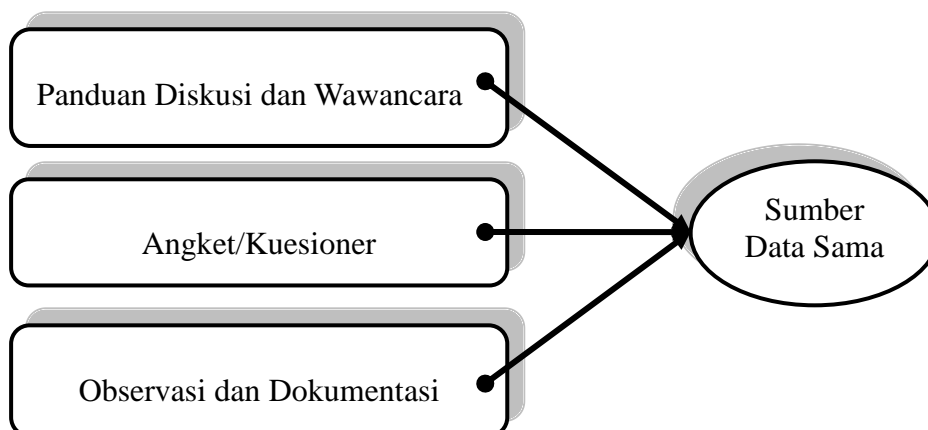 Panduan Diskusi dan Wawancara
Angket/Kuesioner
Observasi dan Dokumentasi
Sumber
Data Sama